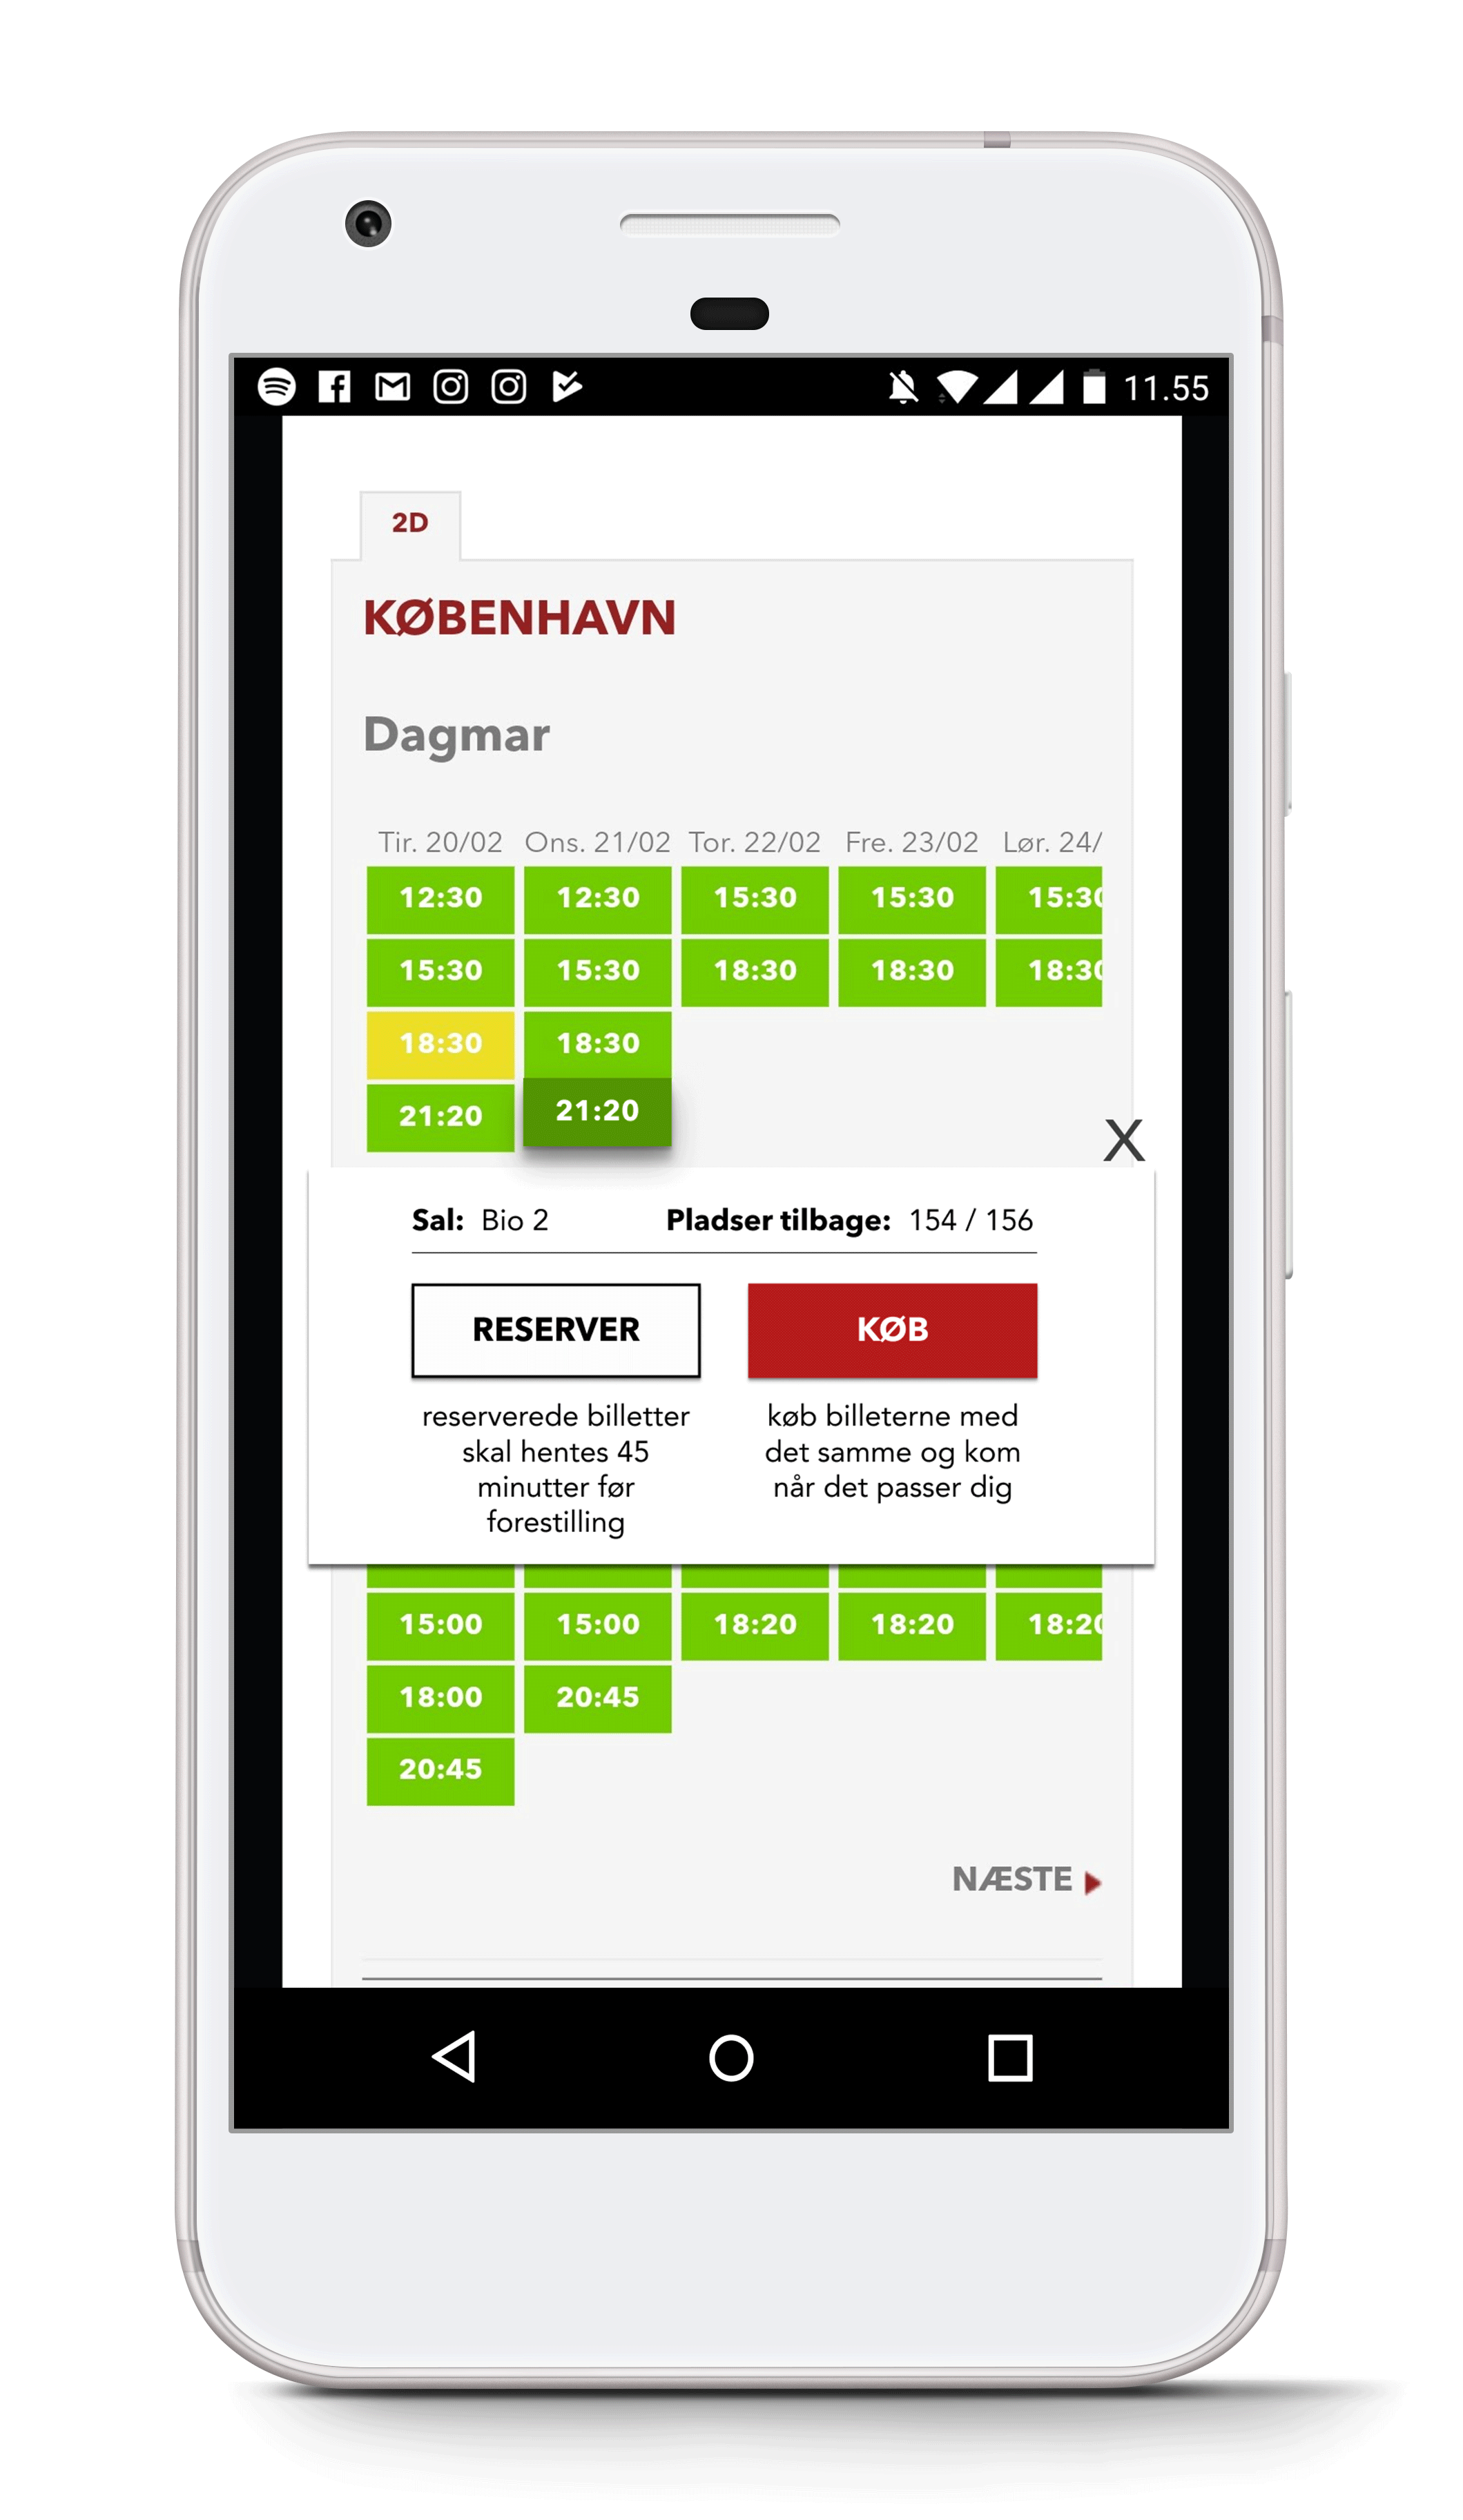 11.55
2D
KØBENHAVN
Dagmar
Tir. 20/02 Ons. 21/02 Tor. 22/02 Fre. 23/02 Lør. 24/
12:30 12:30 15:30 15:30 15:30
15:30 15:30 18:30 18:30 18:30
18:30 18:30
21:20 21:20
X
Sal: Bio 2 Pladser tilbage: 154 / 156
RESERVER KØB
reserverede billetter køb billeterne med
skal hentes 45 det samme og kom
minutter før når det passer dig
forestilling
15:00 15:00 18:20 18:20 18:20
18:00 20:45
20:45
NÆSTE